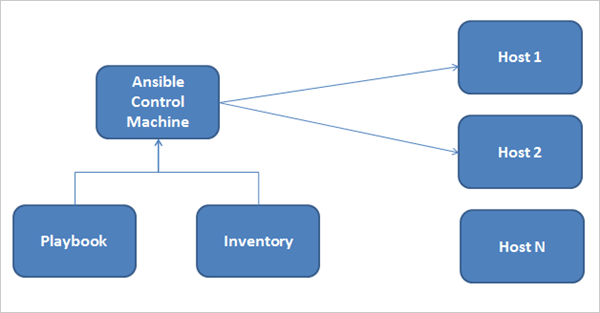 Ansible
Control
Machine
Host 1
Host 2
Playbook
Inventory
Host N